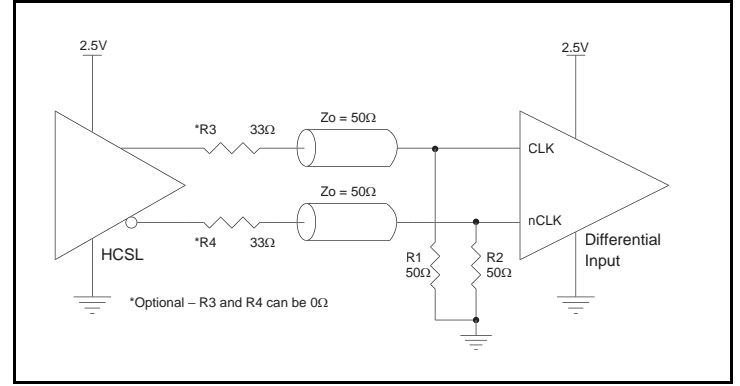 2.5V
2.5V
Zo = 50Ω
*R3 33Ω
CLK
Zo = 50Ω
nCLK
*R4 33Ω
HCSL
Differential
Input
R1
50Ω
R2
50Ω
*Optional – R3 and R4 can be 0Ω